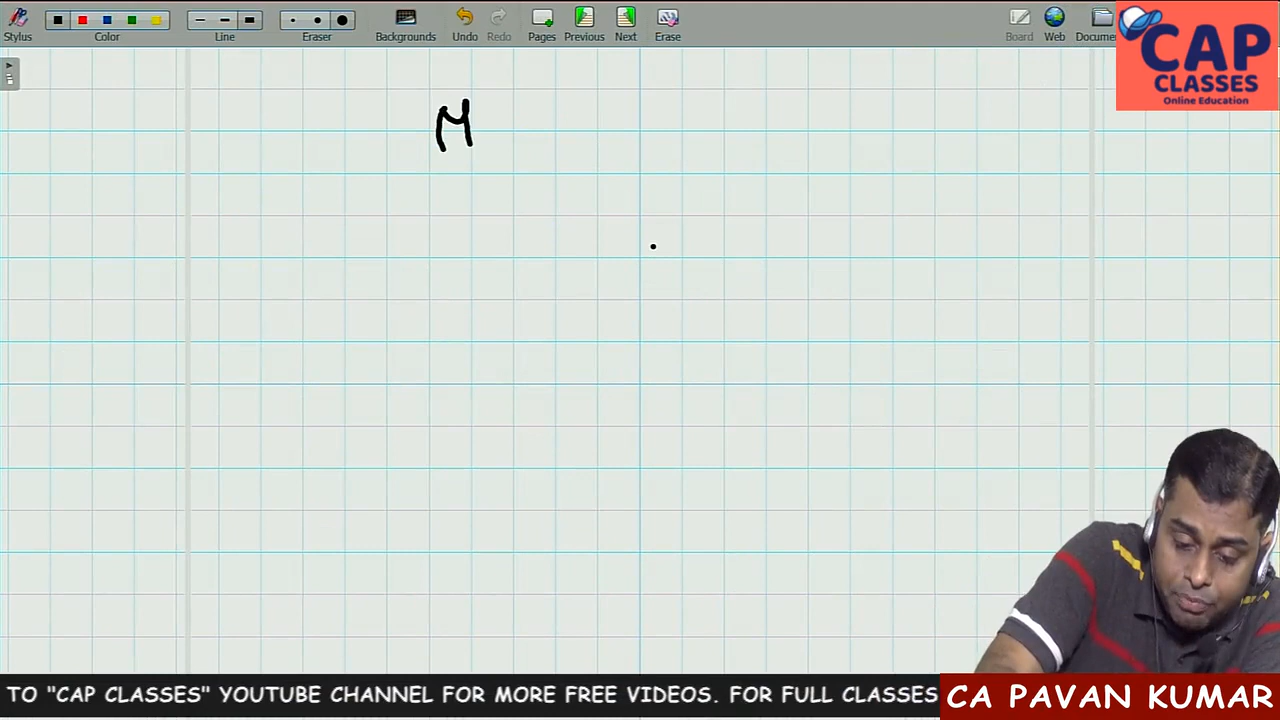 Stylus Color Line Eraser Backgrounds Undo Redo Pages Previous Next Erase Board Web Documen
CAP
CLASSES
Online Education
M
TO "CAP CLASSES" YOUTUBE CHANNEL FOR MORE FREE VIDEOS. FOR FULL CLASSES
CA PAVAN KUMAR